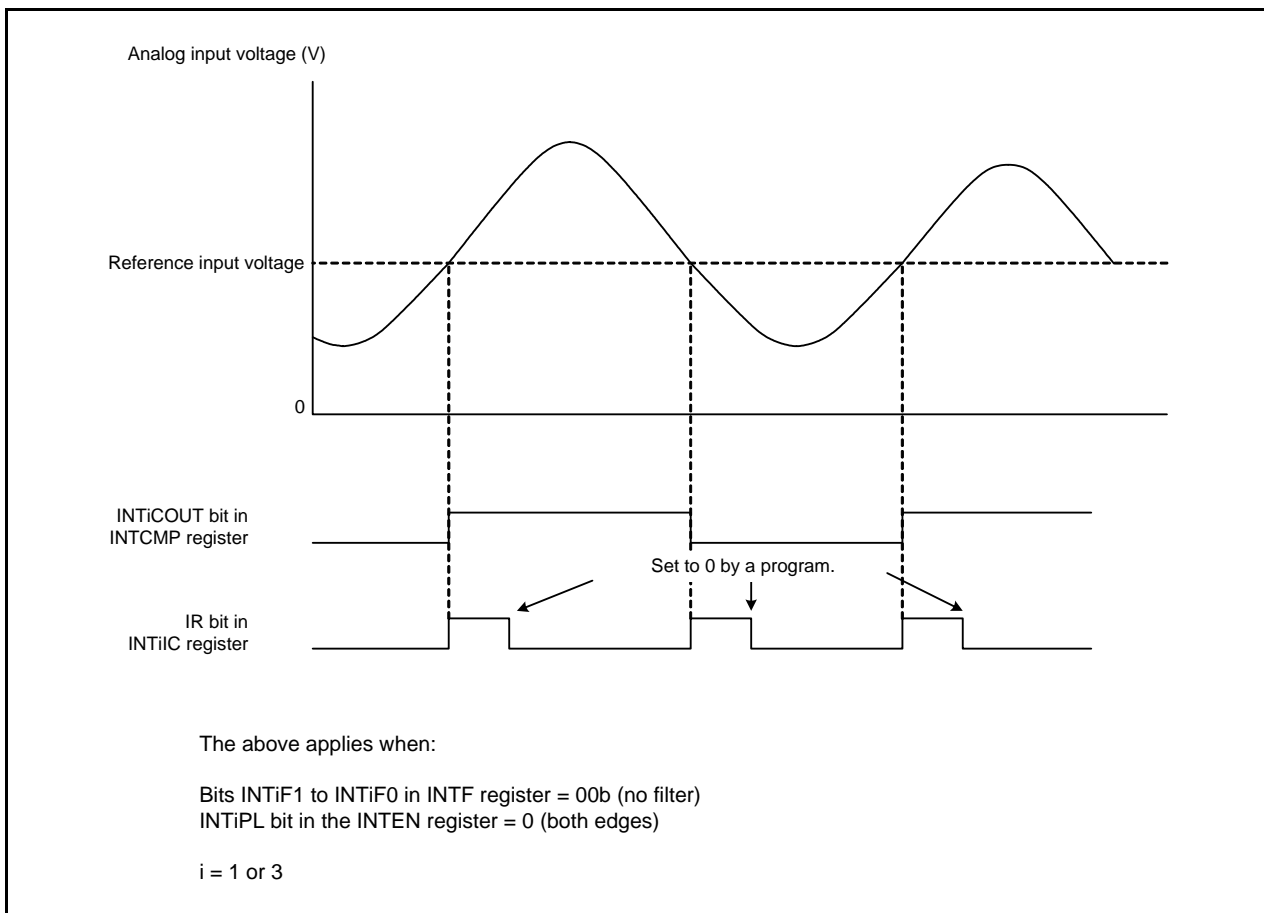 Analog input voltage (V)
Reference input voltage
0
INTiCOUT bit in
INTCMP register
Set to 0 by a program.
IR bit in
INTiIC register
The above applies when:
Bits INTiF1 to INTiF0 in INTF register = 00b (no filter)
INTiPL bit in the INTEN register = 0 (both edges)
i = 1 or 3